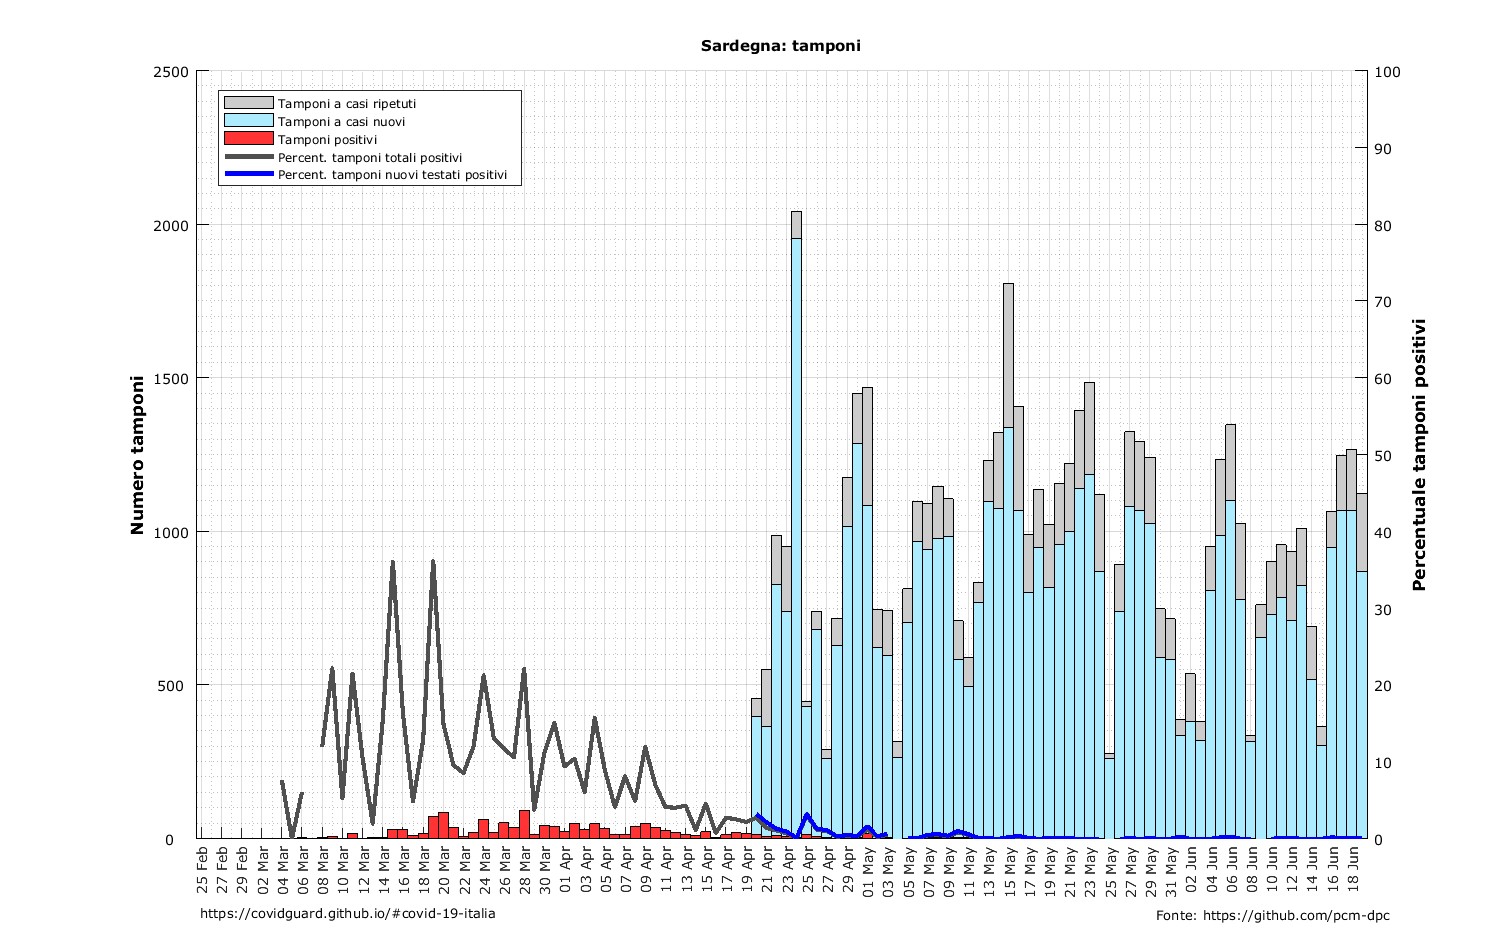 Sardegna: tamponi
Tamponi a casi ripetuti
Tamponi a casi nuovi
Tamponi positivi
Percent. tamponi totali positivi
Percent. tamponi nuovi testati positivi
Numero tamponi
2500
2000
1500
1000
500
0
Percentuale tamponi positivi
100
90
80
70
60
50
40
30
20
10
0
25 Feb
27 Feb
29 Feb
02 Mar
04 Mar
06 Mar
08 Mar
10 Mar
12 Mar
14 Mar
16 Mar
18 Mar
20 Mar
22 Mar
24 Mar
26 Mar
28 Mar
30 Mar
01 Apr
03 Apr
05 Apr
07 Apr
09 Apr
11 Apr
13 Apr
15 Apr
17 Apr
19 Apr
21 Apr
23 Apr
25 Apr
27 Apr
29 Apr
01 May
03 May
05 May
07 May
09 May
11 May
13 May
15 May
17 May
19 May
21 May
23 May
25 May
27 May
29 May
31 May
02 Jun
04 Jun
06 Jun
08 Jun
10 Jun
12 Jun
14 Jun
16 Jun
18 Jun
https://covidguard.github.io/#covid-19-italia
Fonte: https://github.com/pcm-dpc